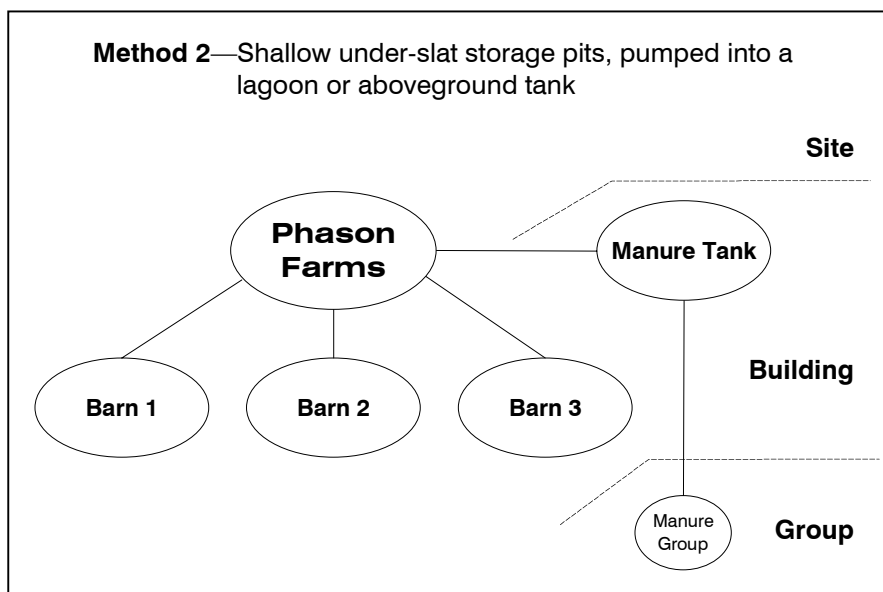 Method 2—Shallow under-slat storage pits, pumped into a
lagoon or aboveground tank
Site
Phason
Farms
Manure Tank
Building
Barn 1
Barn 2
Barn 3
Manure
Group
Group